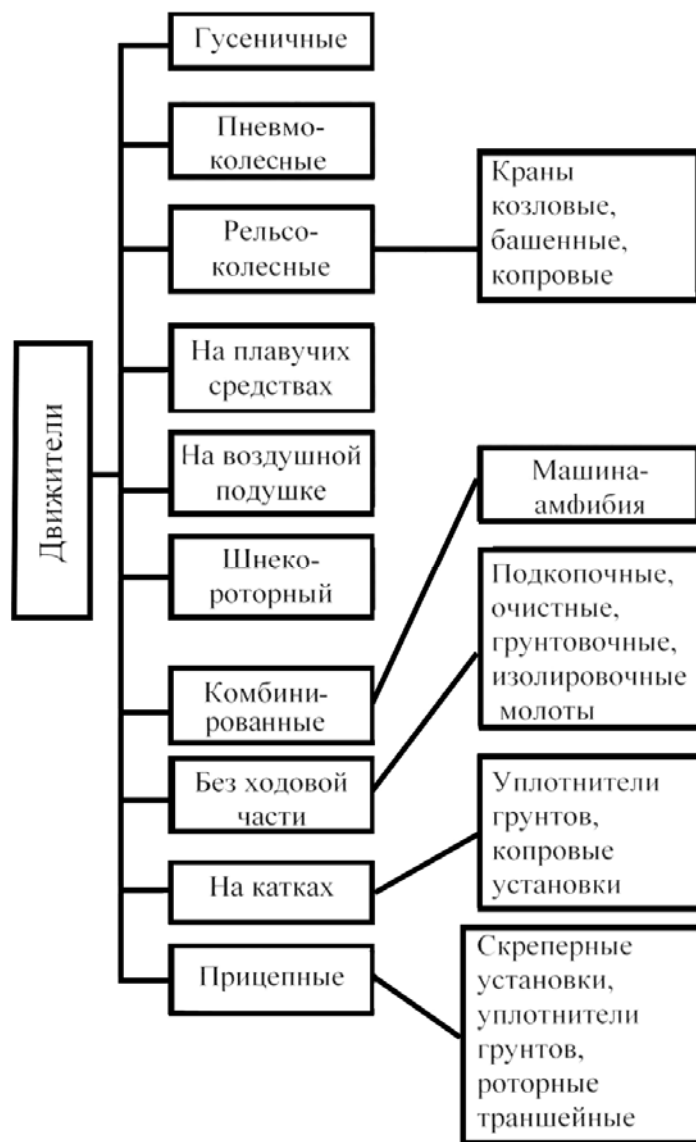 Движители
Гусеничные
Пневмо-
колесные
Рельсо-
колесные
Краны
козловые,
башенные,
копровые
На плавучих
средствах
На воздушной
подушке
Шнеко-
роторный
Комбини-
рованные
Машина-
амфибия
Без ходовой
части
Подкопочные,
очистные,
грунтовочные,
изолировочные
молоты
На катках
Уплотнители
грунтов,
копровые
установки
Прицепные
Скреперные
установки,
уплотнители
грунтов,
роторные
траншейные